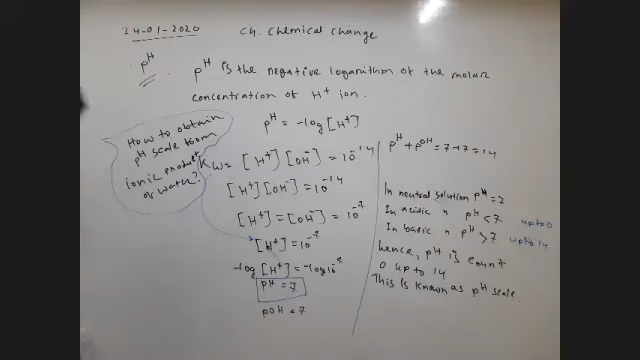 24-01-2020
Ch. Chemical Change
pH
pH is the negative logarithm of the molar
concentration of H+ ion.
pH = -log [H+]
How to obtain
pH scale from
ionic product
of water?
Kw = [H+] [OH-] = 10-14
[H+] [OH-] = 10-14
[H+] = [OH-] = 10-7
[H+] = 10-7
-log [H+] = -log10-7
pH = 7
pOH = 7
pH + pOH = 7+7 = 14
In neutral solution pH = 7
In acidic " pH < 7 upto 0
In basic " pH > 7 upto 14
hence, pH is count
0 up to 14
This is known as pH scale.